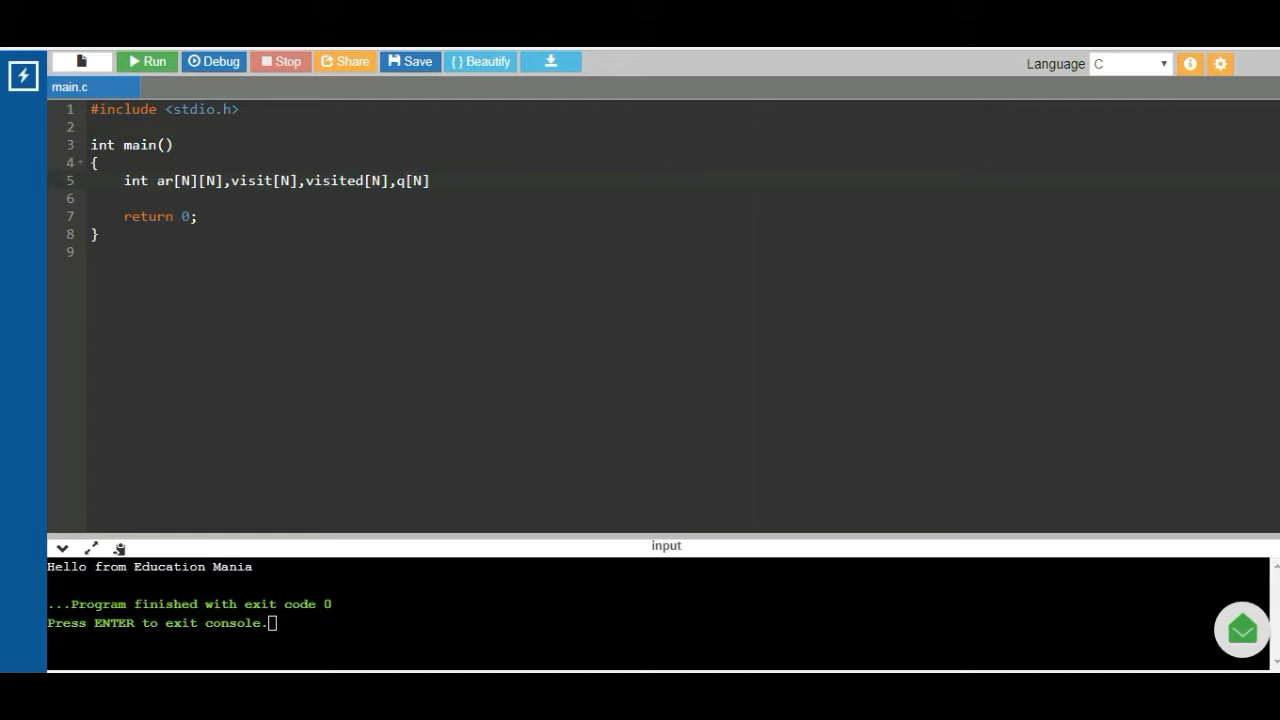 Run Debug Stop Share Save { } Beautify Language C
main.c
1 #include <stdio.h>
2
3 int main()
4 {
5 int ar[N][N],visit[N],visited[N],q[N]
6
7 return 0;
8 }
9
input
Hello from Education Mania
...Program finished with exit code 0
Press ENTER to exit console.